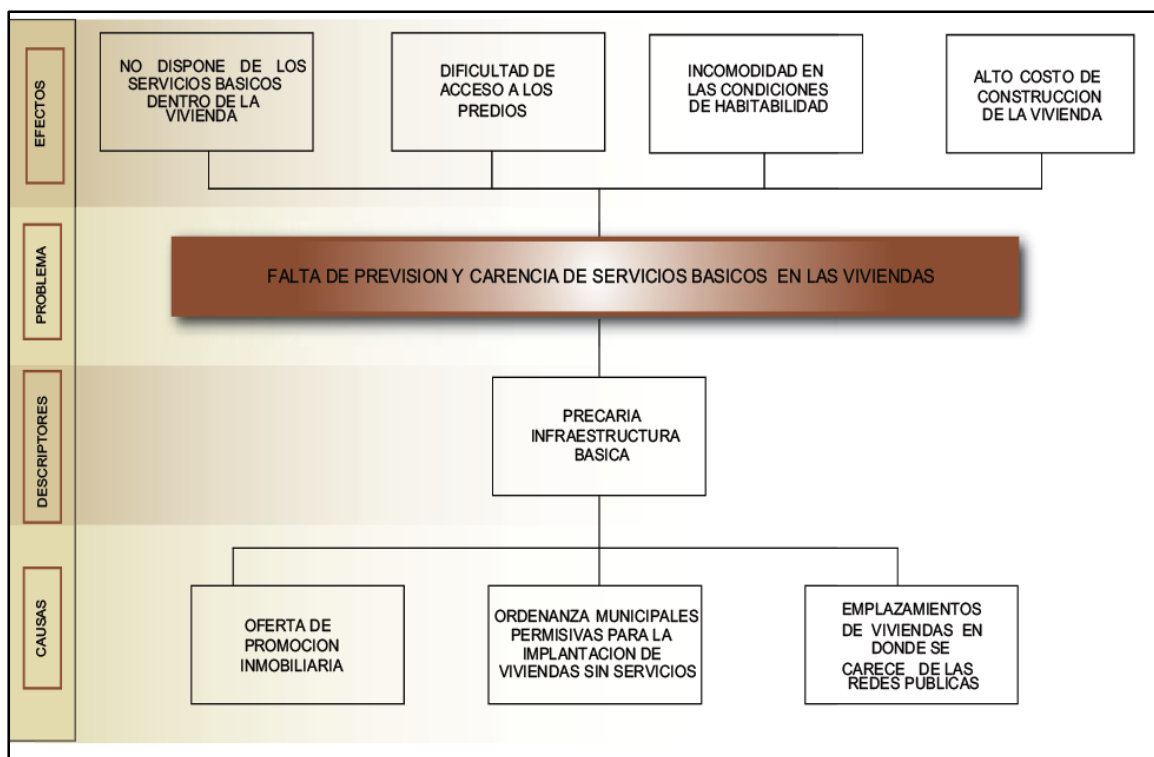 EFECTOS
NO DISPONE DE LOS
SERVICIOS BASICOS
DENTRO DE LA
VIVIENDA
DIFICULTAD DE
ACCESO A LOS
PREDIOS
INCOMODIDAD EN
LAS CONDICIONES
DE HABITABILIDAD
ALTO COSTO DE
CONSTRUCCION
DE LA VIVIENDA
PROBLEMA
FALTA DE PREVISION Y CARENCIA DE SERVICIOS BASICOS EN LAS VIVIENDAS
DESCRIPTORES
PRECARIA
INFRAESTRUCTURA
BASICA
CAUSAS
OFERTA DE
PROMOCION
INMOBILIARIA
ORDENANZA MUNICIPALES
PERMISIVAS PARA LA
IMPLANTACION DE
VIVIENDAS SIN SERVICIOS
EMPLAZAMIENTOS
DE VIVIENDAS EN
DONDE SE
CARECE DE LAS
REDES PUBLICAS